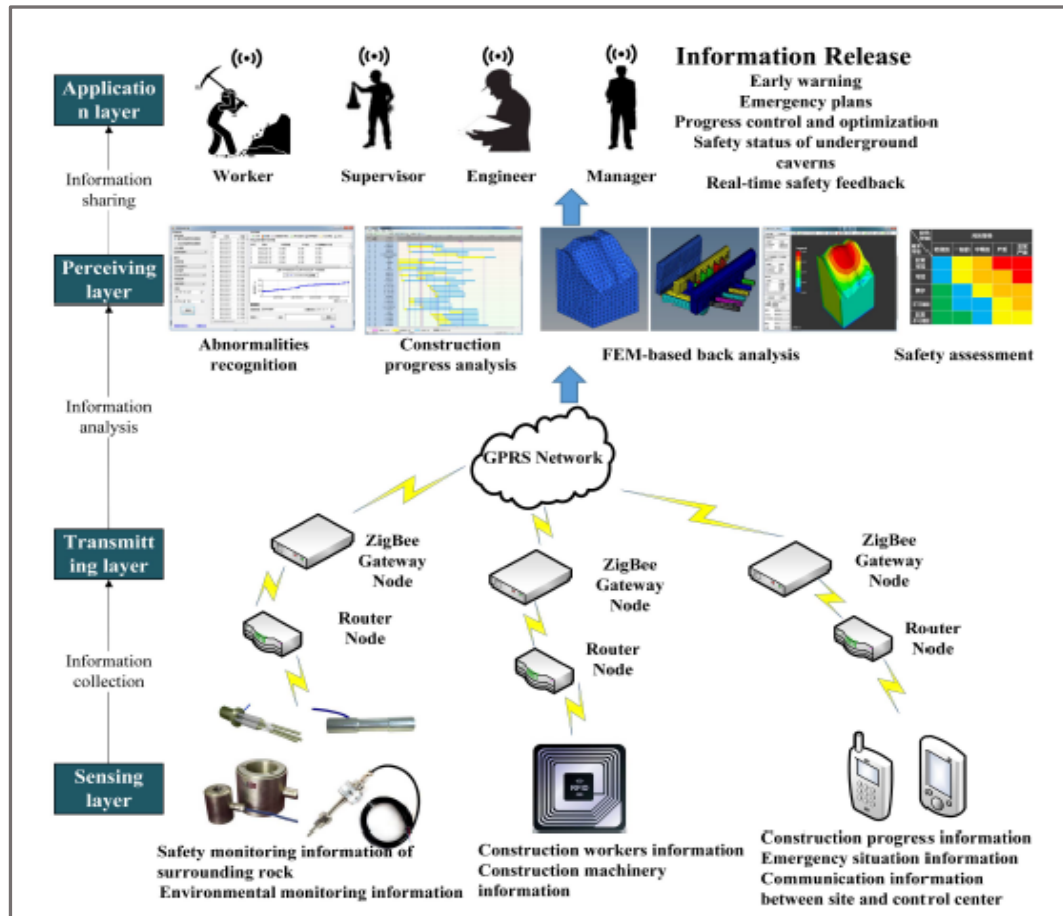 Information Release
Early warning
Emergency plans
Progress control and optimization
Safety status of underground
caverns
Real-time safety feedback
Applicatio
n layer
Worker
Supervisor
Engineer
Manager
Information
sharing
Perceiving
layer
Abnormalities
recognition
Construction
progress analysis
FEM-based back analysis
Safety assessment
Information
analysis
GPRS Network
Transmitt
ing layer
ZigBee
Gateway
Node
ZigBee
Gateway
Node
ZigBee
Gateway
Node
Router
Node
Router
Node
Router
Node
Information
collection
Sensing
layer
RFID
Safety monitoring information of
surrounding rock
Environmental monitoring information
Construction workers information
Construction machinery
information
Construction progress information
Emergency situation information
Communication information
between site and control center